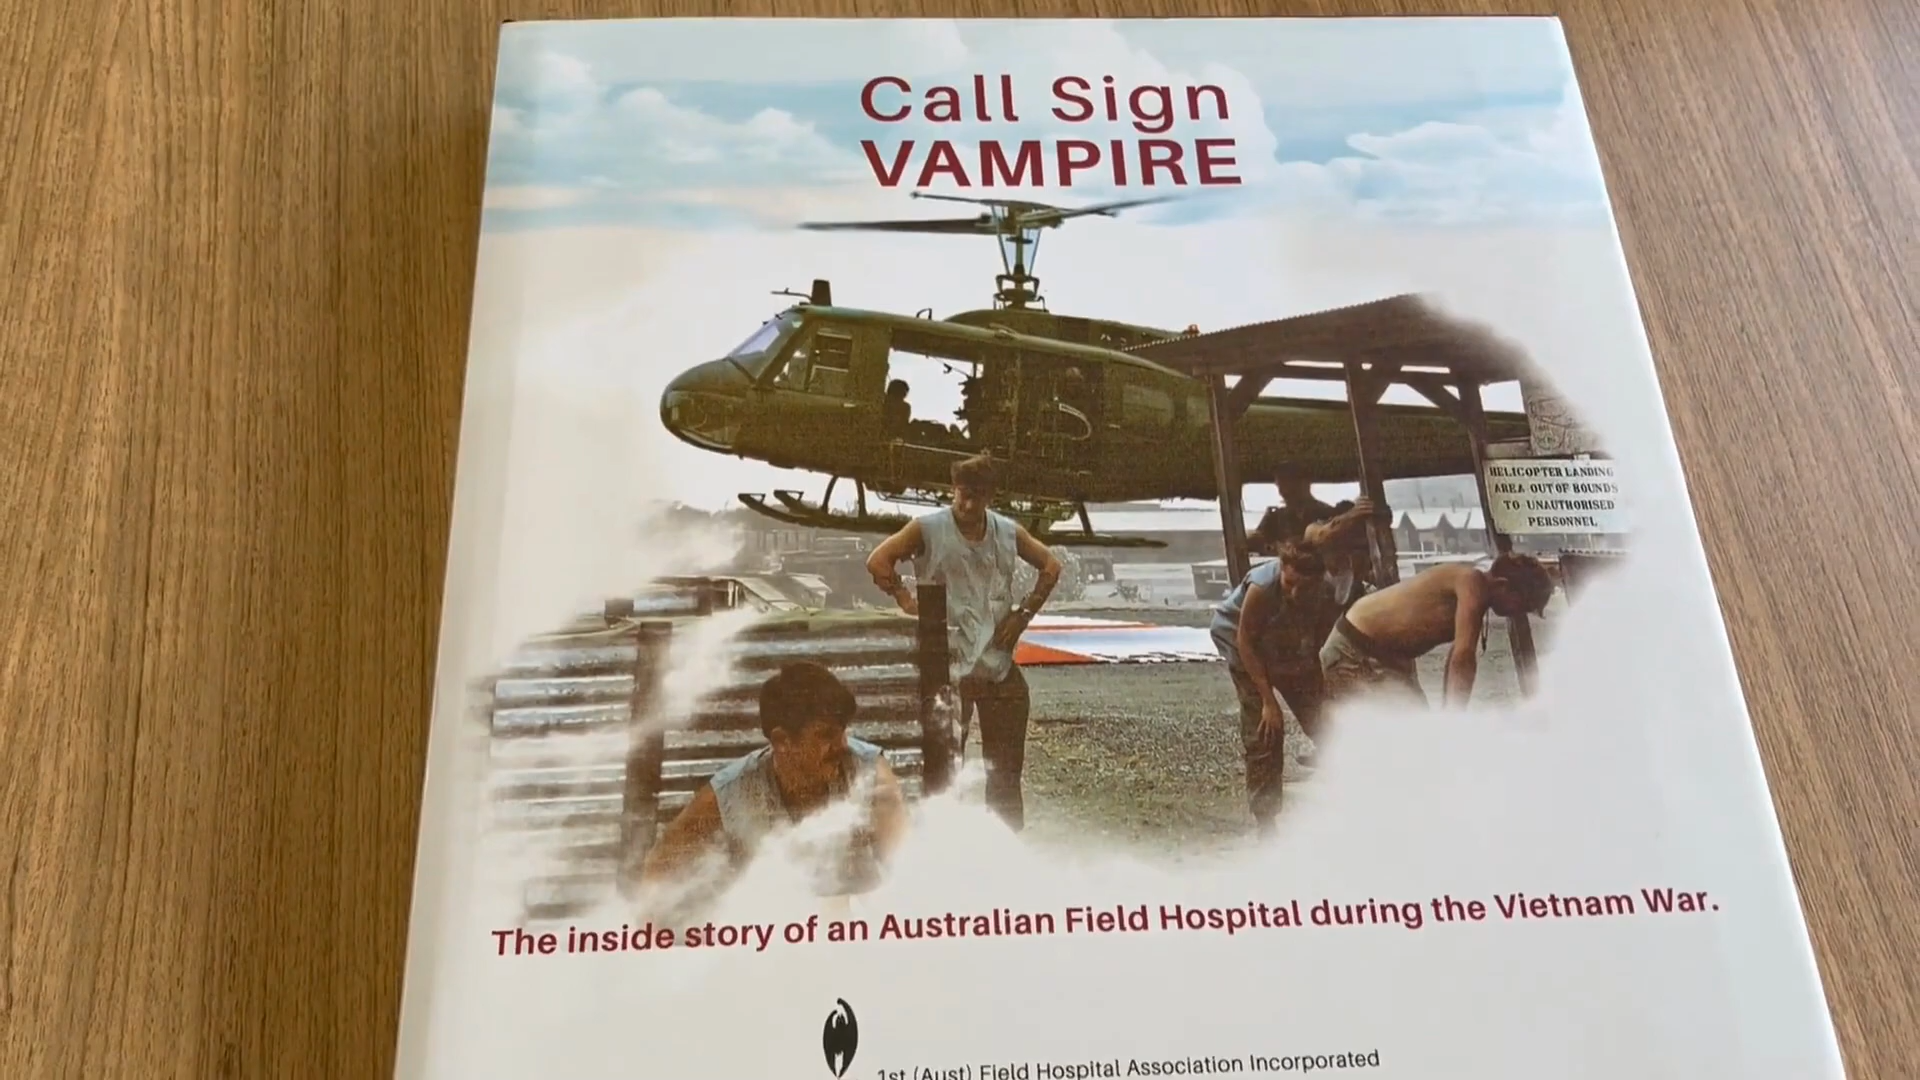 Call Sign
VAMPIRE
HELICOPTER LANDING
AREA OUT OF BOUNDS
TO UNAUTHORISED
PERSONNEL
The inside story of an Australian Field Hospital during the Vietnam War.
1st (Aust) Field Hospital Association Incorporated